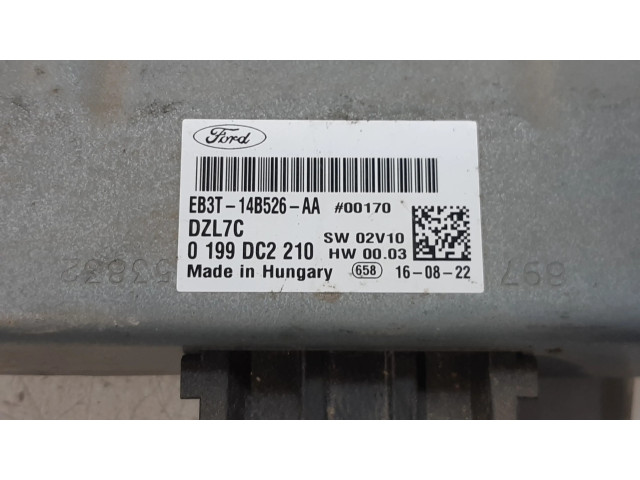 Ford
EB3T-14B526-AA #00170
DZL7C
0 199 DC2 210
SW 02V10
HW 00.03
Made in Hungary 658 16-08-22
897